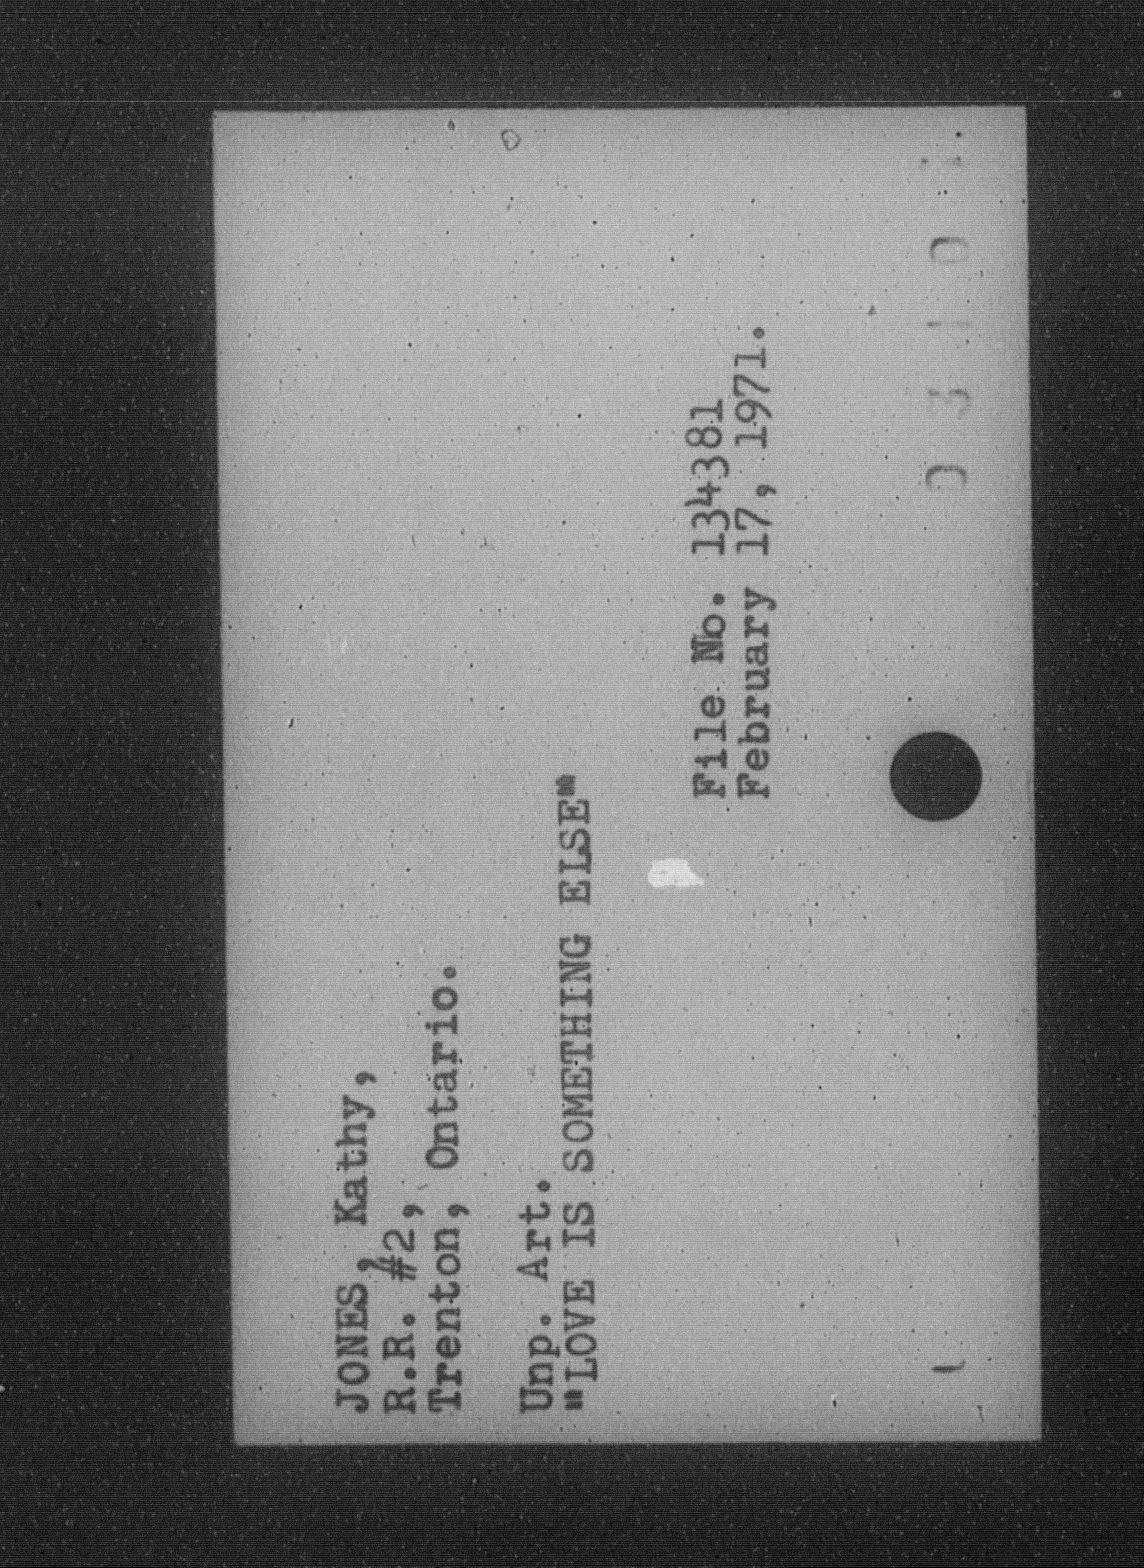 JONES, Kathy,
R.R. #2,
Trenton, Ontario.
Unp. Art.
"LOVE IS SOMETHING ELSE"
File No. 134381
February 17, 1971.